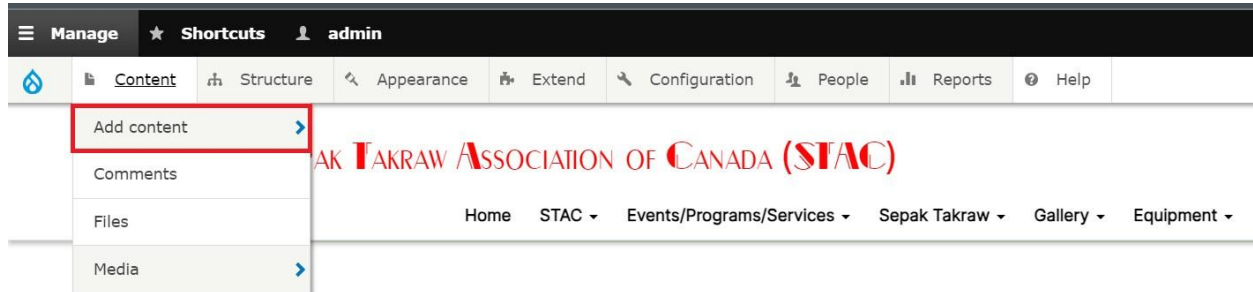 Manage Shortcuts admin
Content Structure Appearance Extend Configuration People Reports Help
Add content
AK TAKRAW ASSOCIATION OF CANADA (STAC)
Comments
Home STAC Events/Programs/Services Sepak Takraw Gallery Equipment
Files
Media